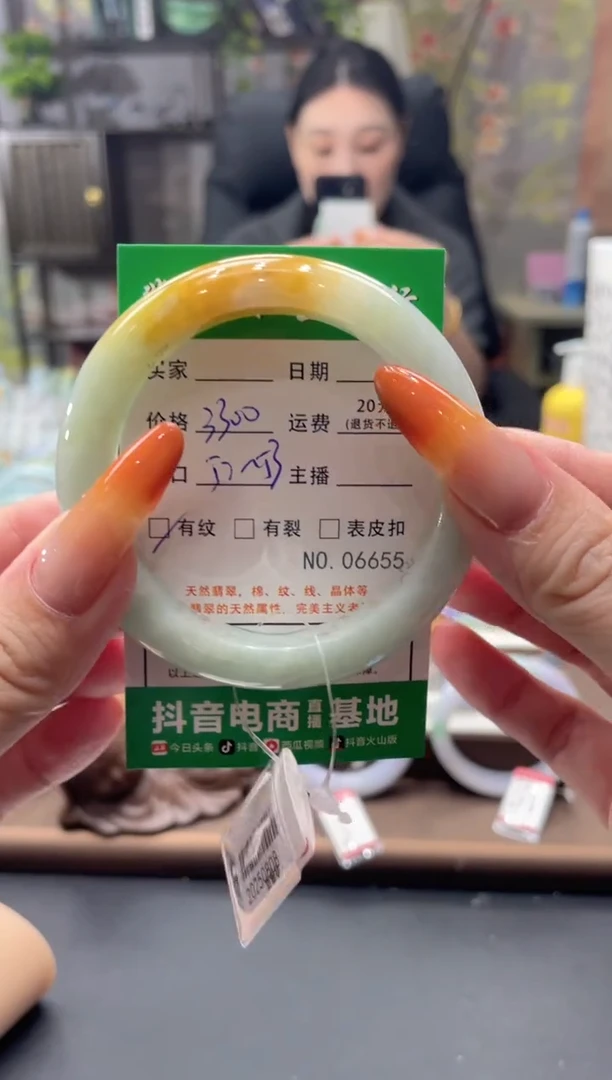 买家 日期
价格 3300 运费 20元
(退货不退
口 主播
有纹 有裂 表皮扣
NO. 06655
天然翡翠，棉、纹、线、晶体等
翡翠的天然属性，完美主义者
抖音电商直播基地
今日头条 抖音 西瓜视频 抖音火山版
20250808